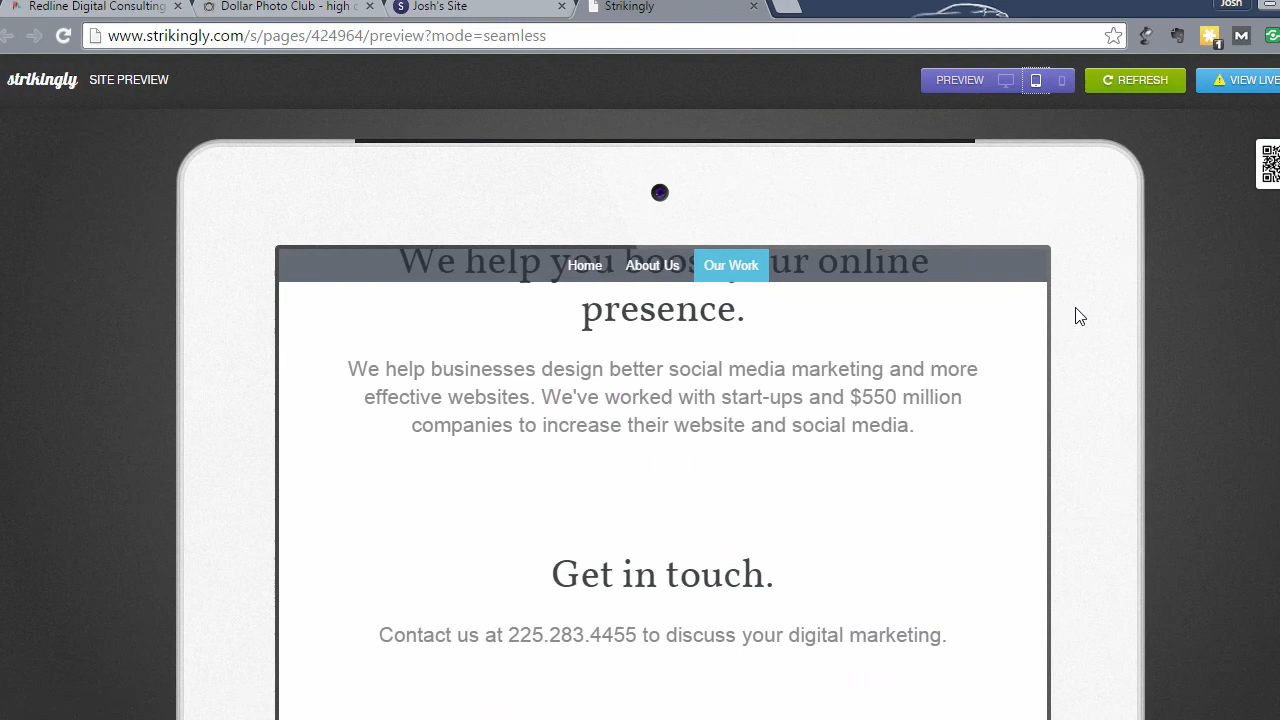 Redline Digital Consulting
Dollar Photo Club - high
Josh's Site
Strikingly
Josh
www.strikingly.com/s/pages/424964/preview?mode=seamless
1
M
strikingly
SITE PREVIEW
PREVIEW
REFRESH
VIEW LIVE
We help you boost your online
Home
About Us
Our Work
presence.
We help businesses design better social media marketing and more
effective websites. We've worked with start-ups and $550 million
companies to increase their website and social media.
Get in touch.
Contact us at 225.283.4455 to discuss your digital marketing.